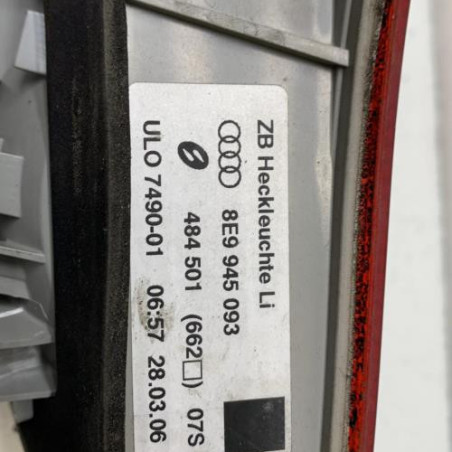 ZB Heckleuchte Li
8E9 945 093
484 501 (662□) 07S
ULO 7490-01 06:57 28.03.06